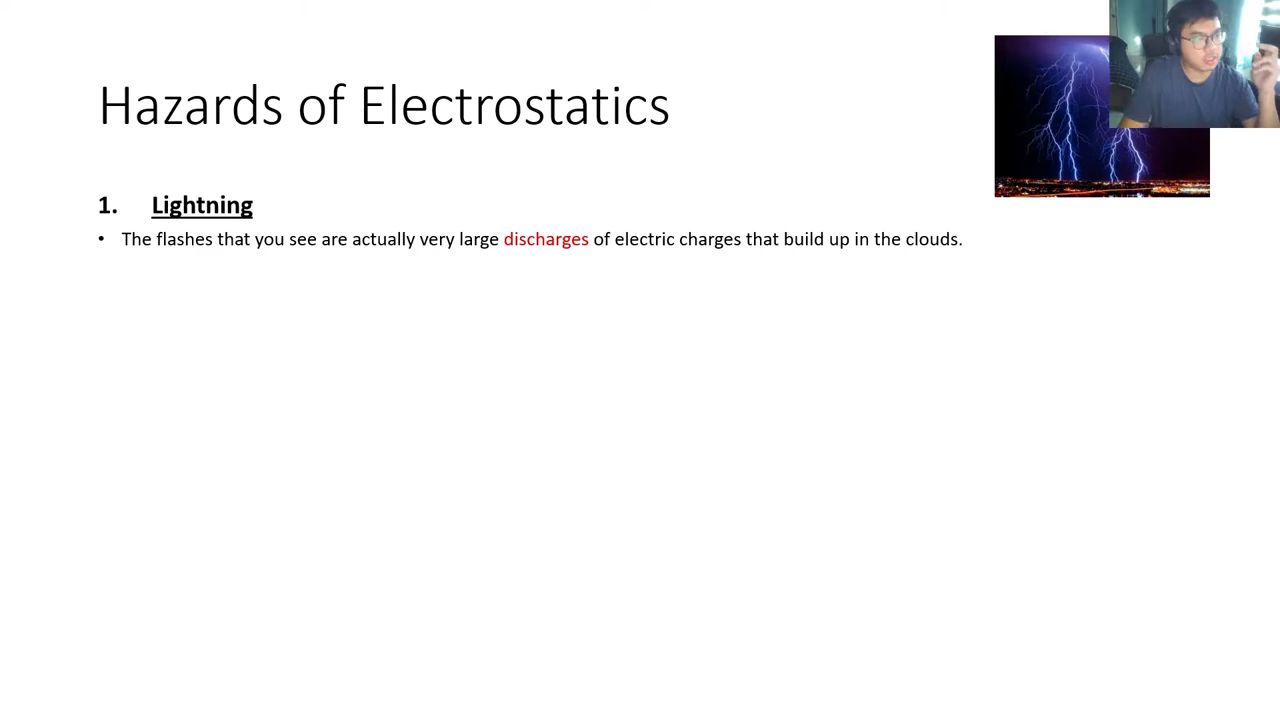 Hazards of Electrostatics
1. Lightning
• The flashes that you see are actually very large discharges of electric charges that build up in the clouds.